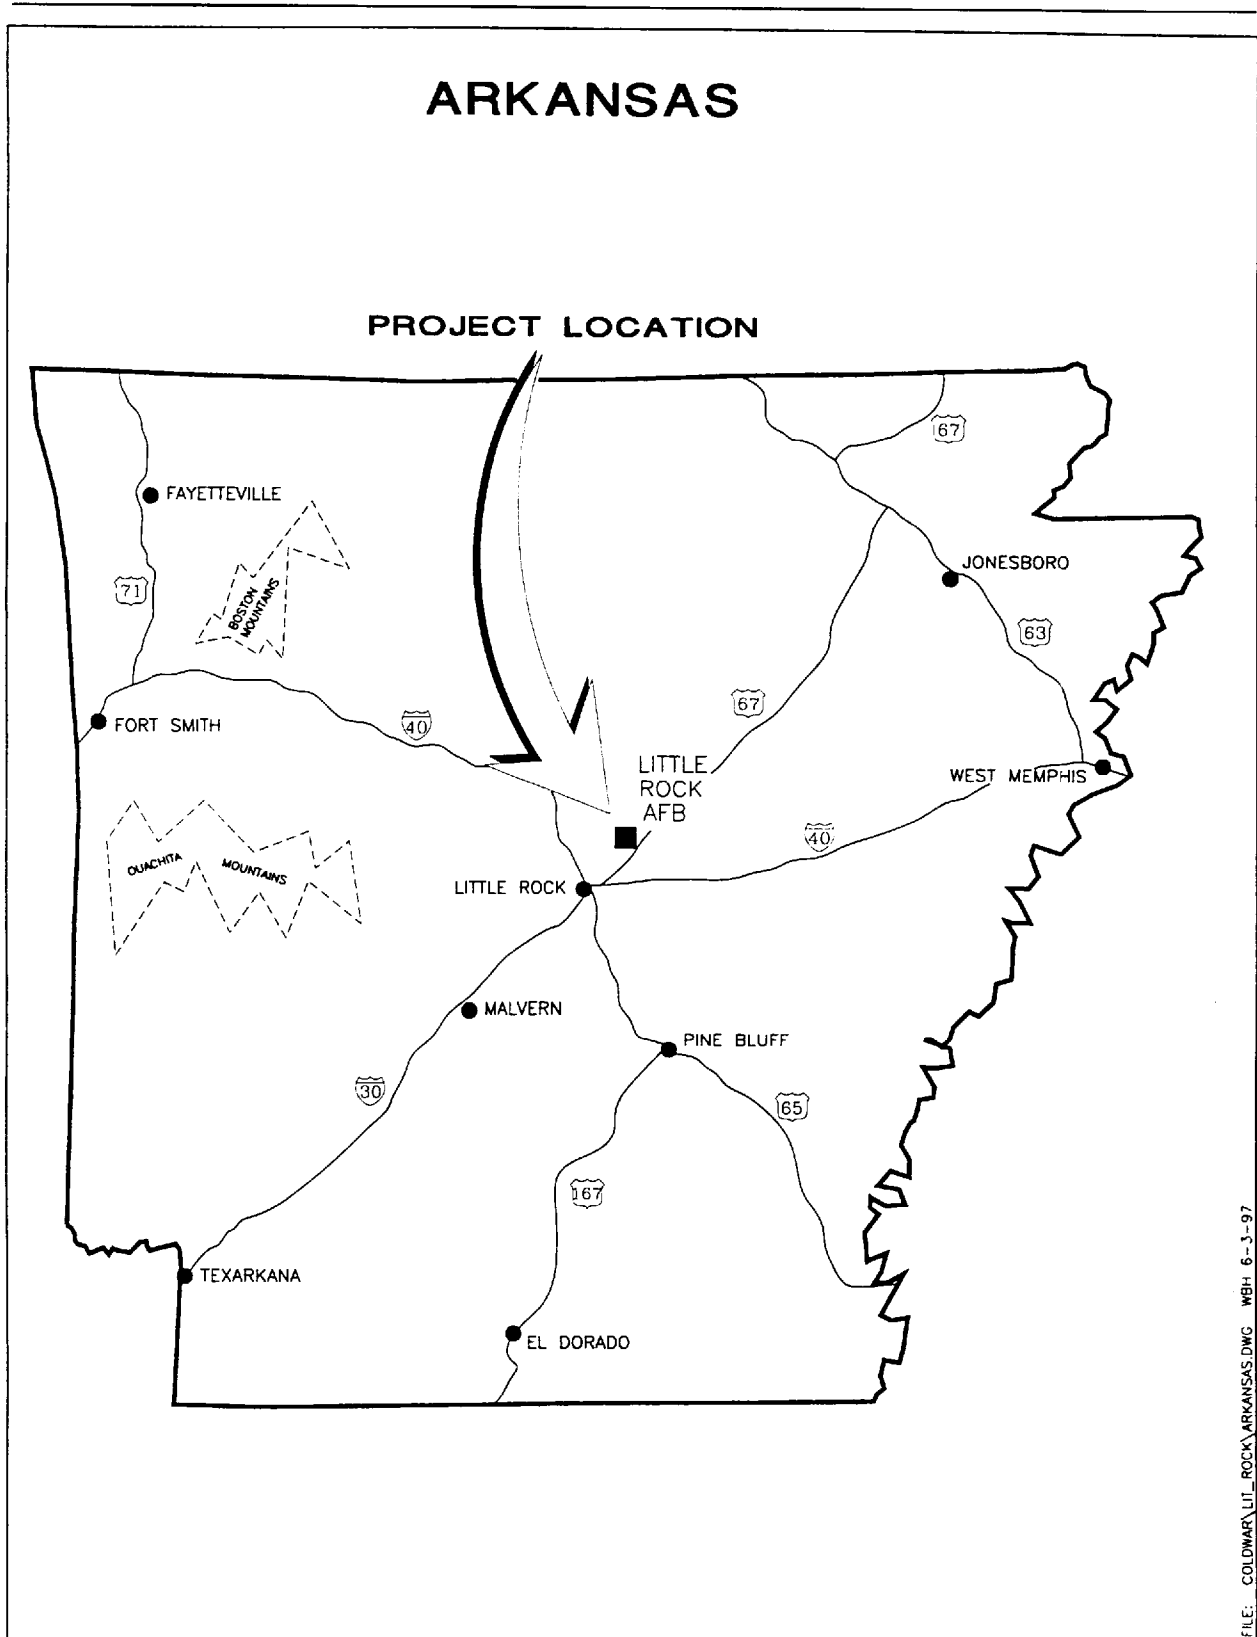 ARKANSAS
PROJECT LOCATION
67
FAYETTEVILLE
JONESBORO
71
BOSTON
MOUNTAINS
63
67
FORT SMITH
40
LITTLE
ROCK
AFB
WEST MEMPHIS
40
OUACHITA MOUNTAINS
LITTLE ROCK
MALVERN
PINE BLUFF
30
65
167
TEXARKANA
EL DORADO
FILE: COLDWAR\LIT_ROCK\ARKANSAS.DWG WBH 6-3-97